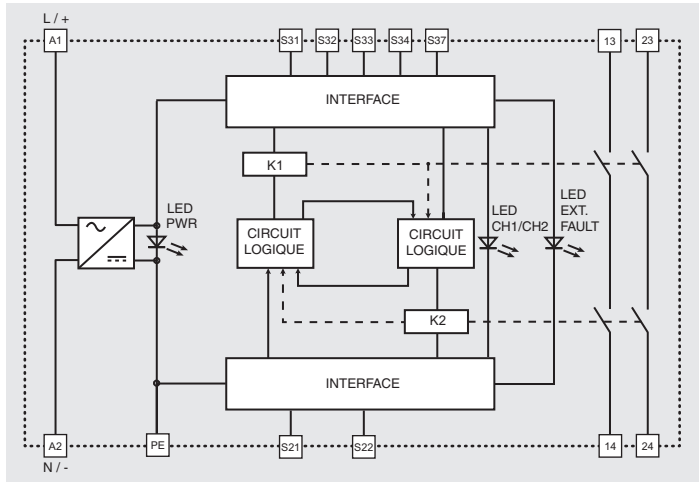 L / +
A1
S31
S32
S33
S34
S37
13
23
INTERFACE
K1
LED
PWR
CIRCUIT
LOGIQUE
CIRCUIT
LOGIQUE
LED
CH1/CH2
LED
EXT.
FAULT
K2
INTERFACE
A2
PE
S21
S22
14
24
N / -